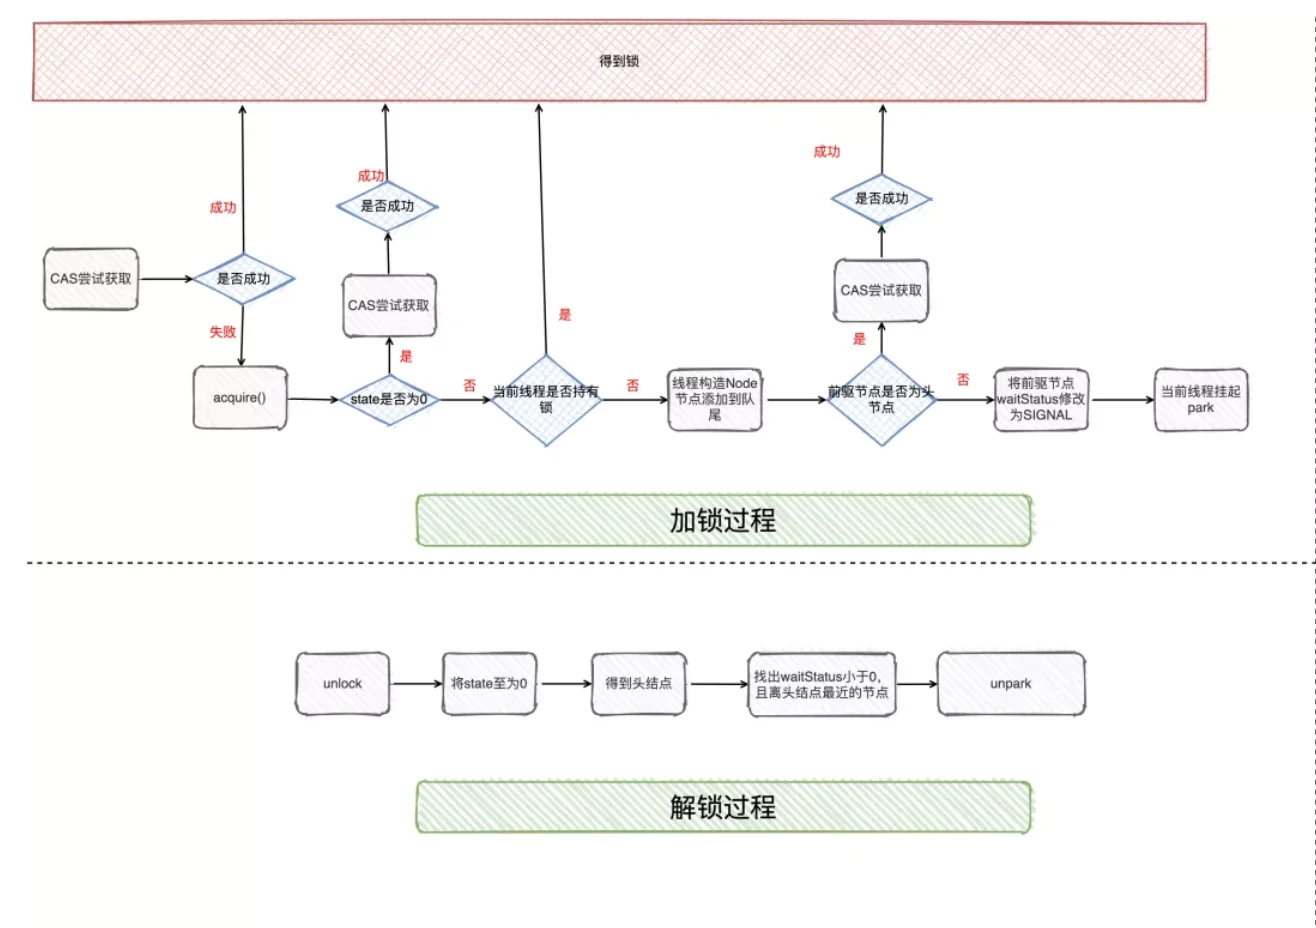 得到锁
成功
成功
成功
是否成功
是否成功
CAS尝试获取
是否成功
CAS尝试获取
CAS尝试获取
失败
是
是
是
acquire()
state是否为0
否
当前线程是否持有
锁
否
线程构造Node
节点添加到队
尾
前驱节点是否为头
节点
否
将前驱节点
waitStatus修改
为SIGNAL
当前线程挂起
park
加锁过程
unlock
将state至为0
得到头结点
找出waitStatus小于0,
且离头结点最近的节点
unpark
解锁过程